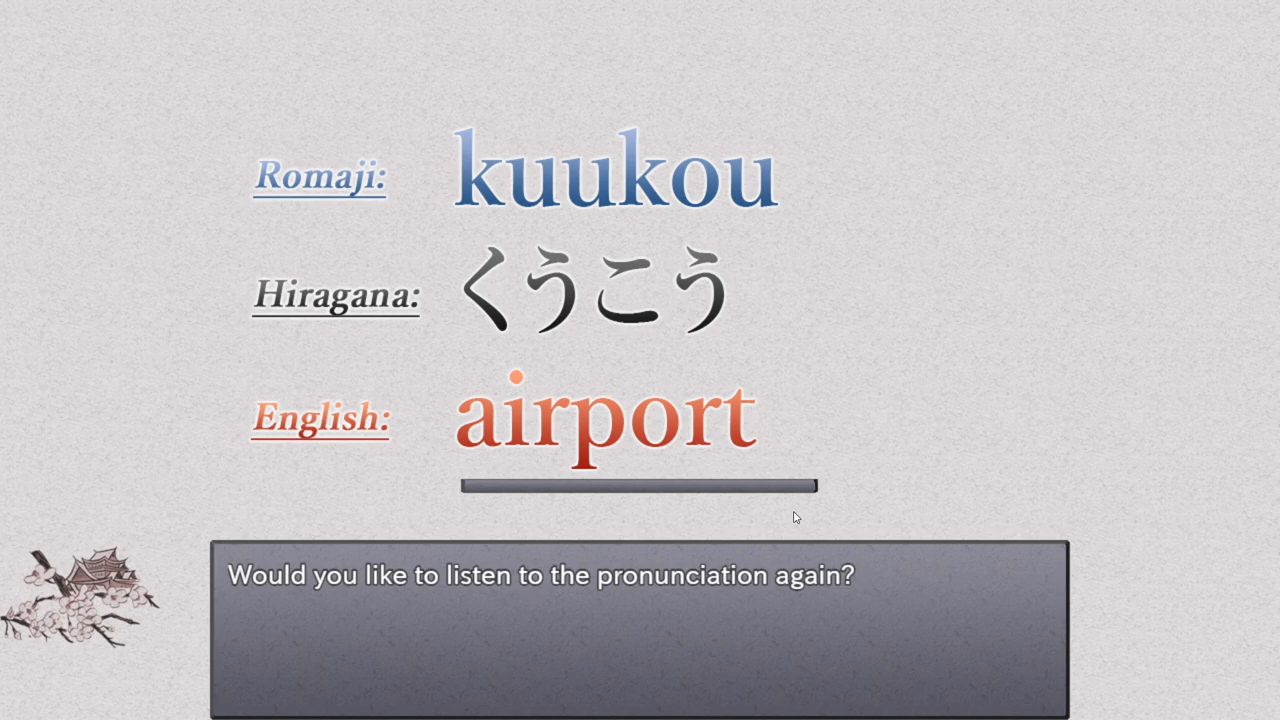 Romaji: kuukou
Hiragana: くうこう
English: airport
Would you like to listen to the pronunciation again?